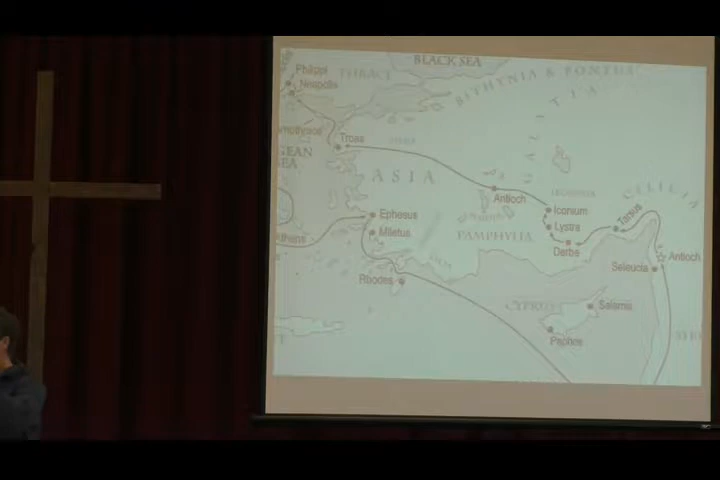 BLACK SEA
Philippi
THRACE
BITHYNIA & PONTUS
Neapolis
Troas
ASIA
CILICIA
Antioch
Iconium
Tarsus
Ephesus
Lystra
Miletus
PAMPHYLIA
Derbe
Antioch
Seleucia
Rhodes
CYPRUS
Salamis
Paphos